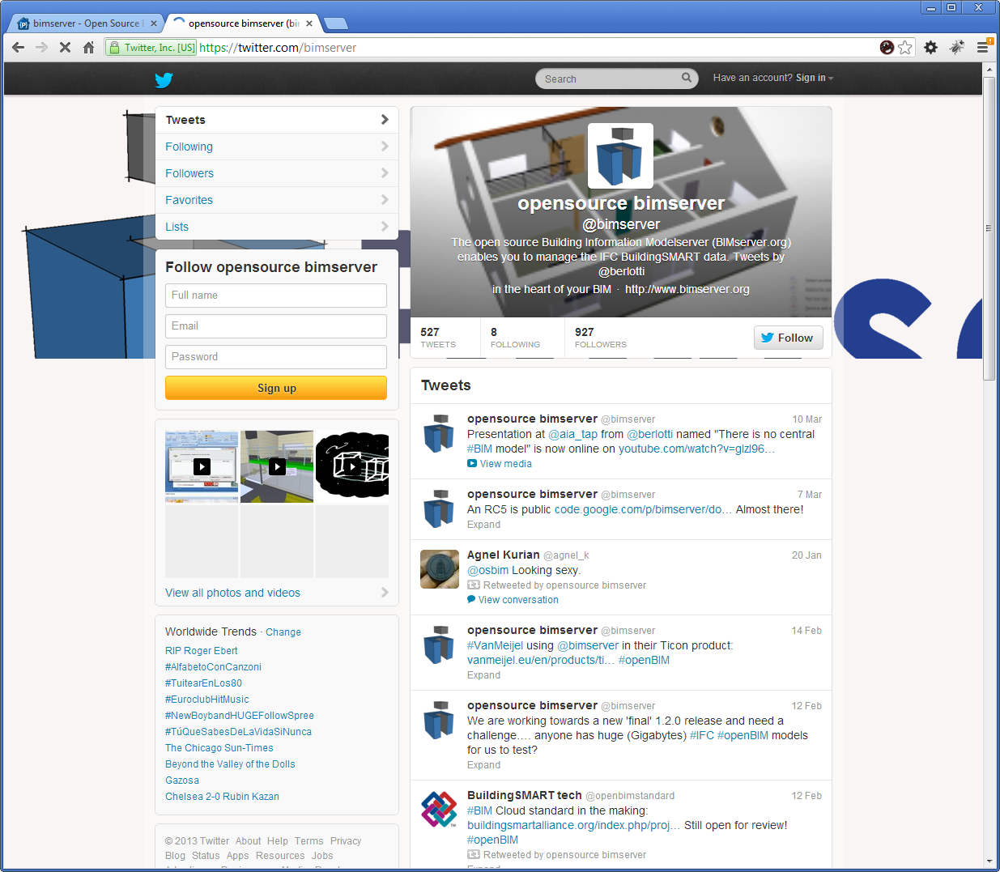 bimserver - Open Source
opensource bimserver (bi
Twitter, Inc. [US] https://twitter.com/bimserver
Search
Have an account? Sign in
Tweets
Following
Followers
Favorites
Lists
Follow opensource bimserver
Full name
Email
Password
Sign up
View all photos and videos
Worldwide Trends · Change
RIP Roger Ebert
#AlfabetoConCanzoni
#TuitearEnLos80
#EuroclubHitMusic
#NewBoybandHUGEFollowSpree
#TúQueSabesDeLaVidaSiNunca
The Chicago Sun-Times
Beyond the Valley of the Dolls
Gazosa
Chelsea 2-0 Rubin Kazan
© 2013 Twitter About Help Terms Privacy
Blog Status Apps Resources Jobs
opensource bimserver
@bimserver
The open source Building Information Modelserver (BIMserver.org)
enables you to manage the IFC BuildingSMART data. Tweets by
@berlotti
in the heart of your BIM · http://www.bimserver.org
527 8 927
TWEETS FOLLOWING FOLLOWERS
Follow
Tweets
opensource bimserver @bimserver 10 Mar
Presentation at @aia_tap from @berlotti named "There is no central
#BIM model" is now online on youtube.com/watch?v=glzl96…
View media
opensource bimserver @bimserver 7 Mar
An RC5 is public code.google.com/p/bimserver/do… Almost there!
Expand
Agnel Kurian @agnel_k 20 Jan
@osbim Looking sexy.
Retweeted by opensource bimserver
View conversation
opensource bimserver @bimserver 14 Feb
#VanMeijel using @bimserver in their Ticon product:
vanmeijel.eu/en/products/ti… #openBIM
Expand
opensource bimserver @bimserver 12 Feb
We are working towards a new 'final' 1.2.0 release and need a
challenge…. anyone has huge (Gigabytes) #IFC #openBIM models
for us to test?
Expand
BuildingSMART tech @openbimstandard 12 Feb
#BIM Cloud standard in the making:
buildingsmartalliance.org/index.php/proj… Still open for review!
#openBIM
Retweeted by opensource bimserver